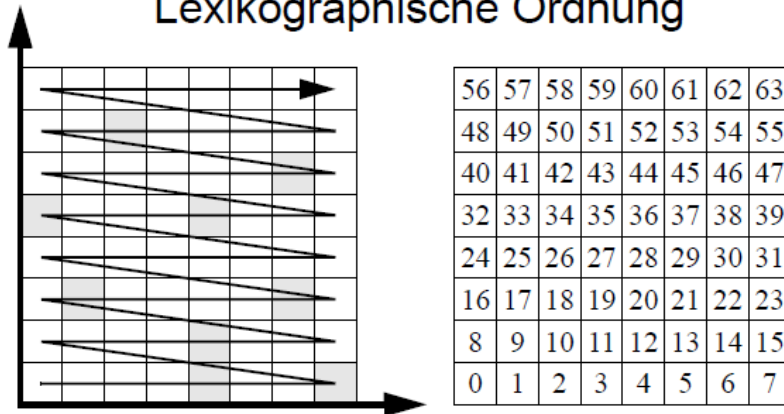 Lexikographische Ordnung
56 57 58 59 60 61 62 63
48 49 50 51 52 53 54 55
40 41 42 43 44 45 46 47
32 33 34 35 36 37 38 39
24 25 26 27 28 29 30 31
16 17 18 19 20 21 22 23
8 9 10 11 12 13 14 15
0 1 2 3 4 5 6 7